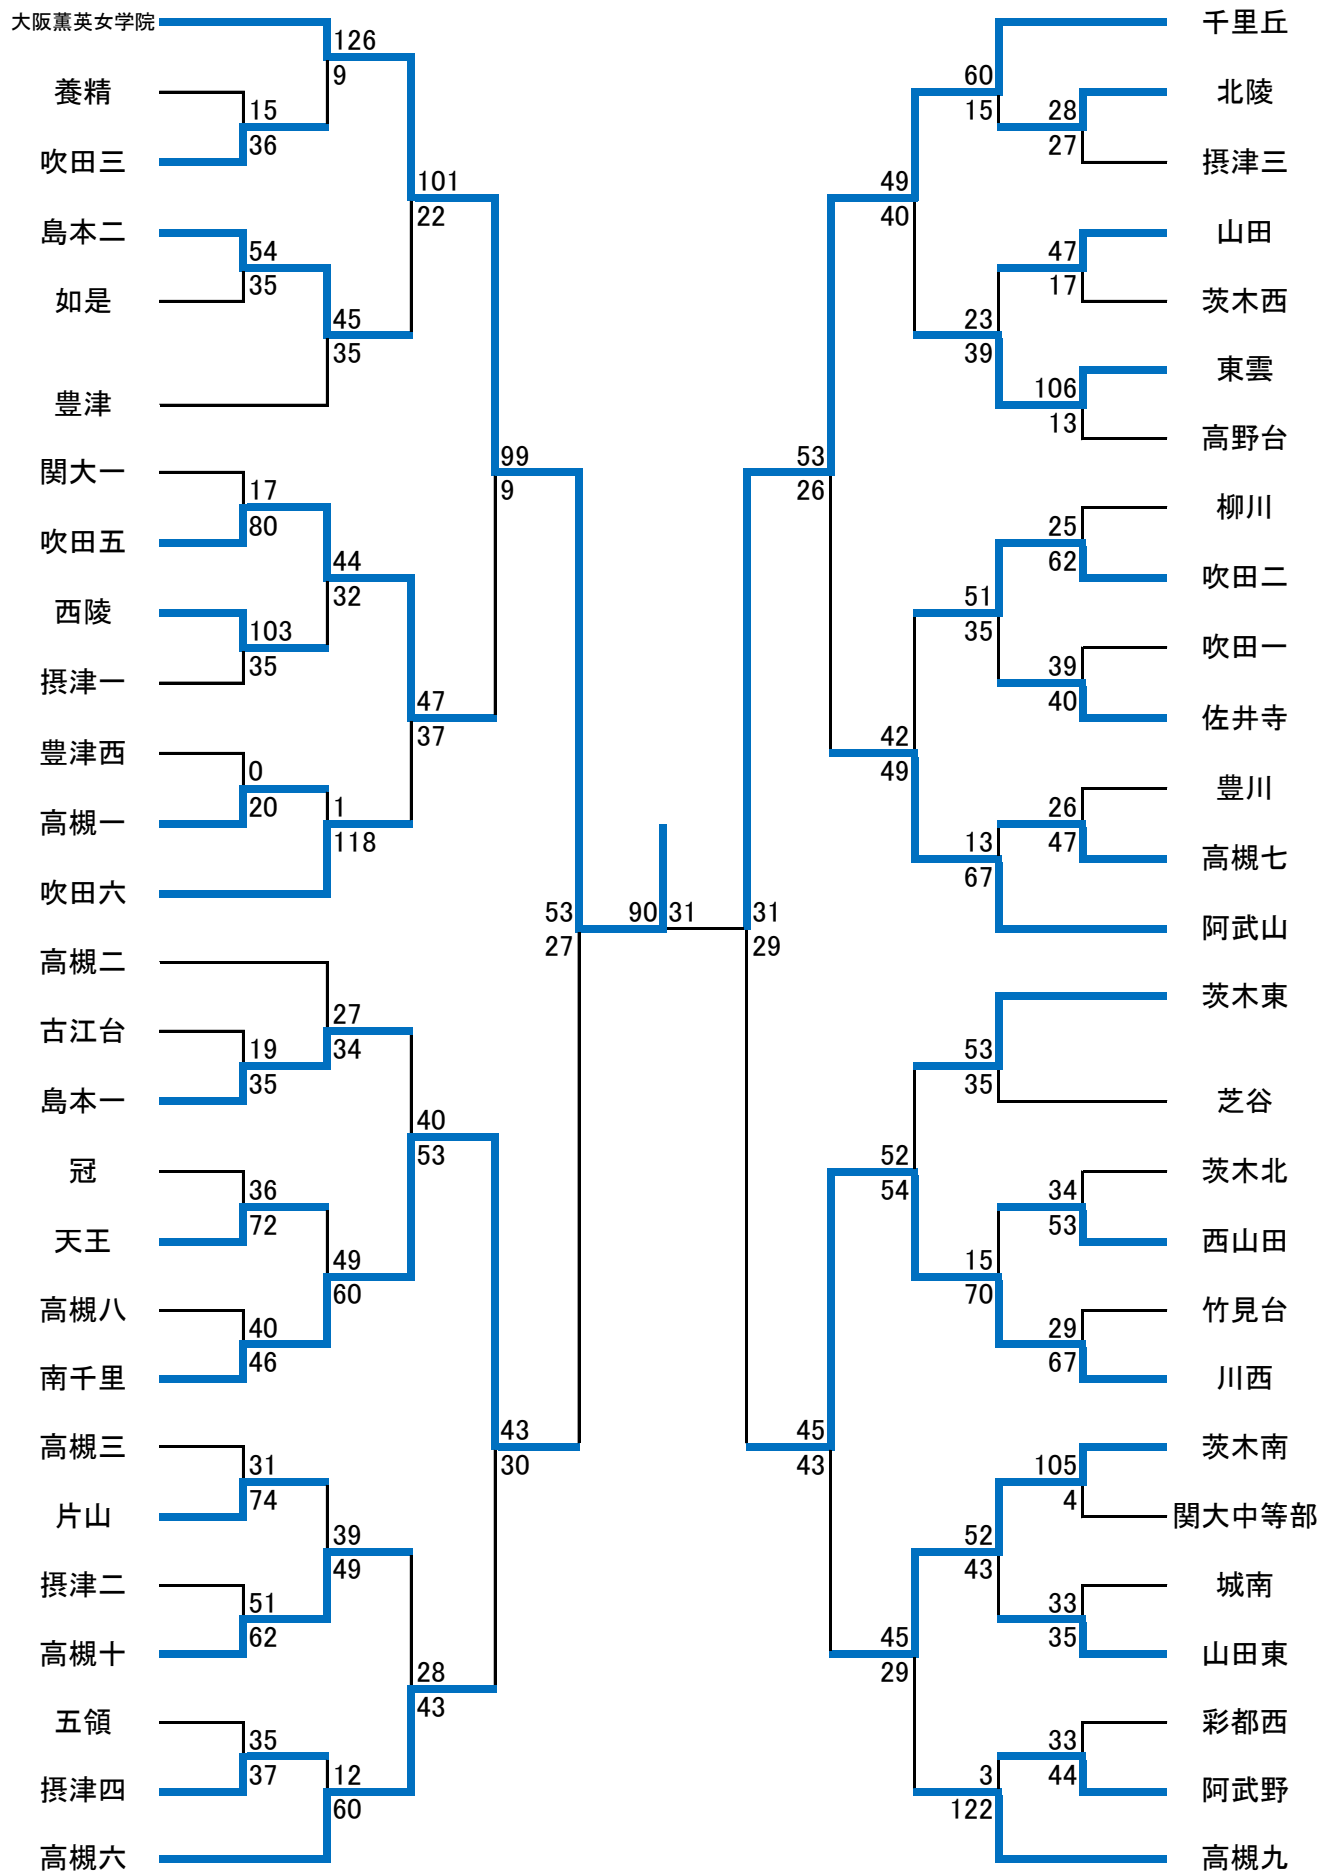 大阪薫英女学院
126
9
養精
15
36
吹田三
101
22
島本二
54
35
如是
45
35
豊津
99
9
関大一
17
80
吹田五
44
32
西陵
103
35
摂津一
47
37
豊津西
0
20
高槻一
1
118
吹田六
53
27
90
31
高槻二
27
34
古江台
19
35
島本一
40
53
冠
36
72
天王
49
60
高槻八
40
46
南千里
43
30
高槻三
31
74
片山
39
49
摂津二
51
62
高槻十
28
43
五領
35
37
摂津四
12
60
高槻六
千里丘
60
15
北陵
28
27
摂津三
49
40
山田
47
17
茨木西
23
39
東雲
106
13
高野台
53
26
柳川
25
62
吹田二
51
35
吹田一
39
40
佐井寺
42
49
豊川
26
47
高槻七
13
67
阿武山
31
29
茨木東
53
35
芝谷
52
54
茨木北
34
53
西山田
15
70
竹見台
29
67
川西
45
43
茨木南
105
4
関大中等部
52
43
城南
33
35
山田東
45
29
彩都西
33
44
阿武野
3
122
高槻九